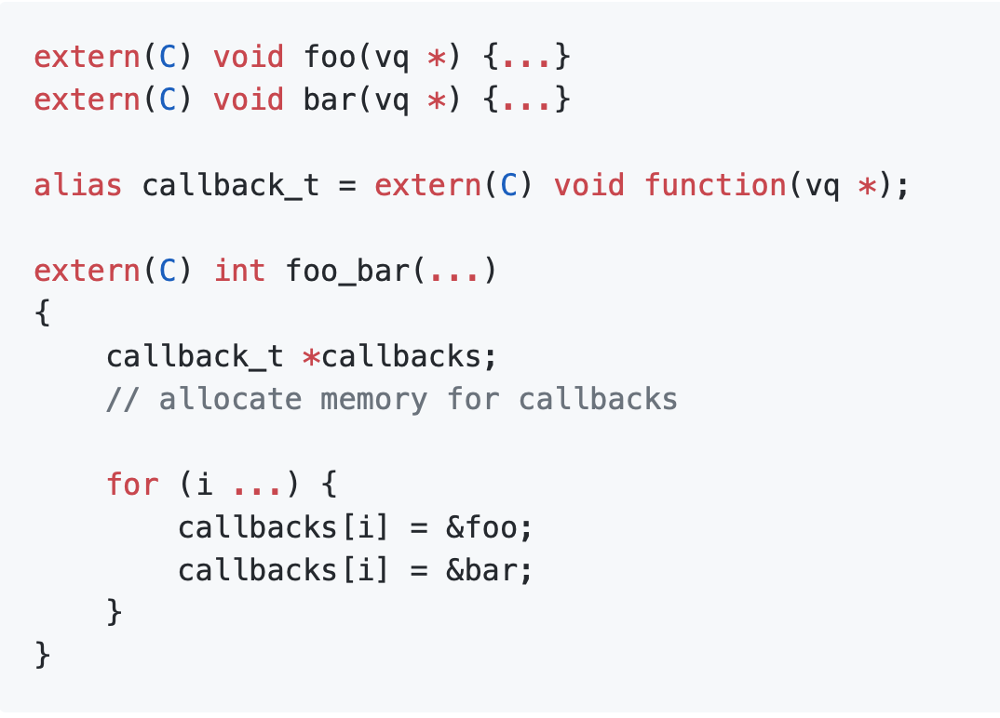 extern(C) void foo(vq *) {...}
extern(C) void bar(vq *) {...}

alias callback_t = extern(C) void function(vq *);

extern(C) int foo_bar(...)
{
    callback_t *callbacks;
    // allocate memory for callbacks

    for (i ...) {
        callbacks[i] = &foo;
        callbacks[i] = &bar;
    }
}